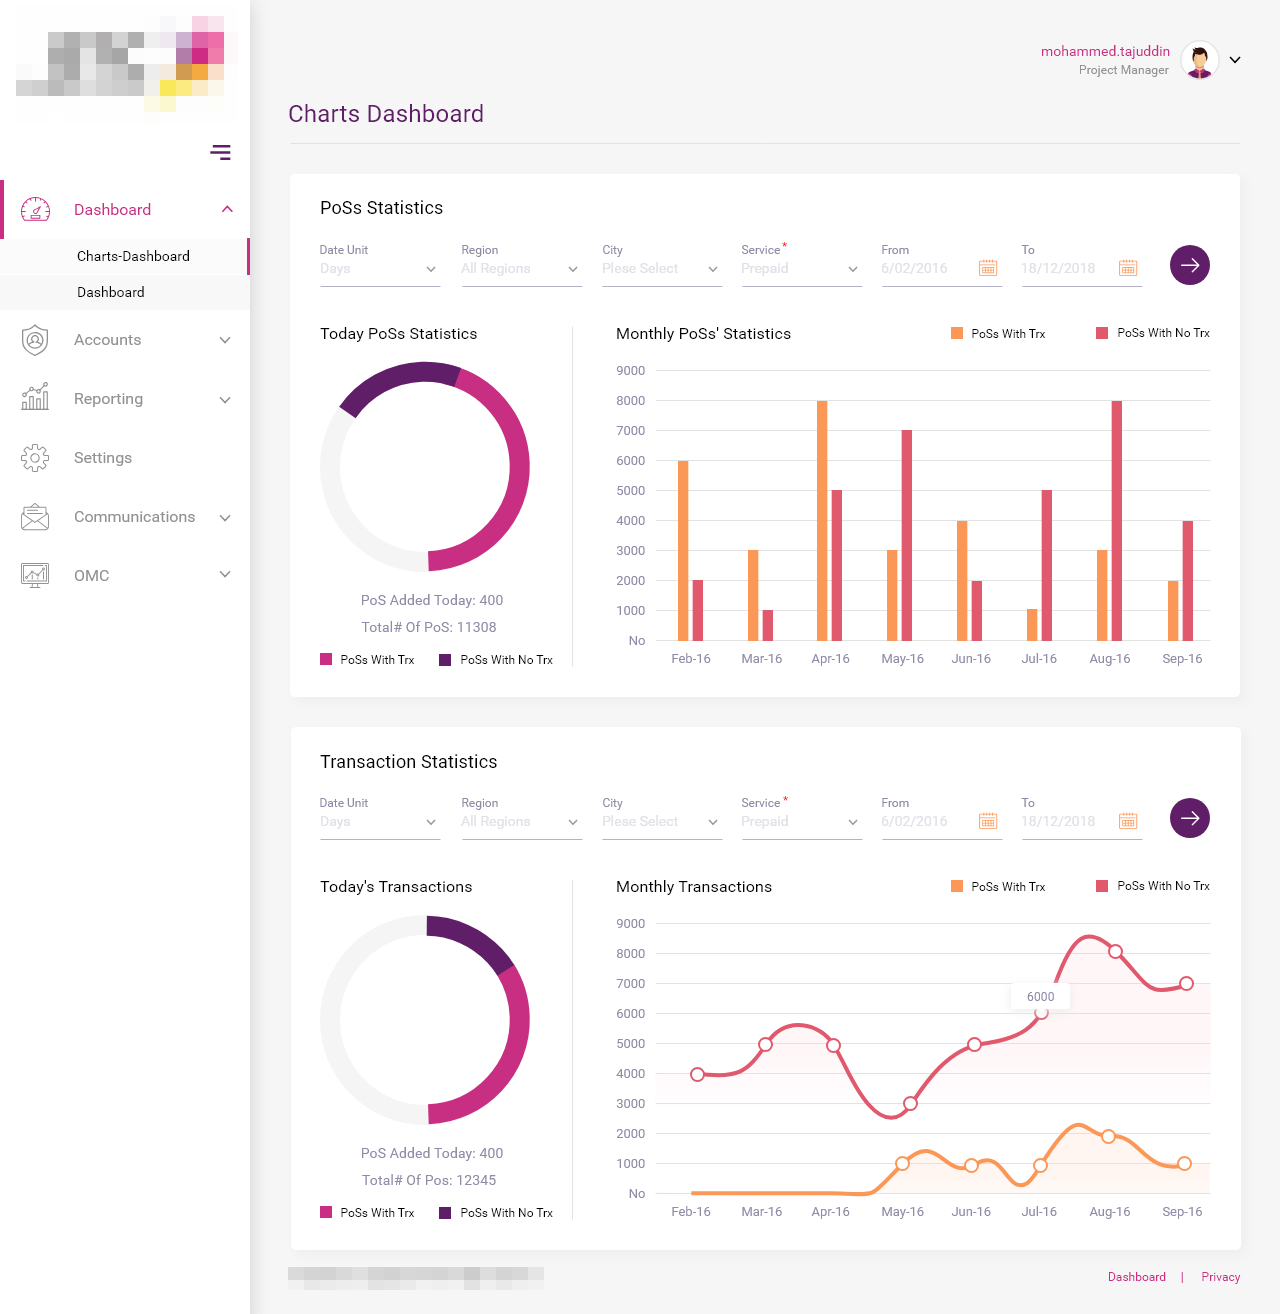 mohammed.tajuddin
Project Manager
Charts Dashboard
Dashboard
Charts-Dashboard
Dashboard
Accounts
Reporting
Settings
Communications
OMC
PoSs Statistics
Date Unit Region City Service * From To
Days All Regions Plese Select Prepaid 6/02/2016 18/12/2018
Today PoSs Statistics
PoS Added Today: 400
Total# Of PoS: 11308
PoSs With Trx PoSs With No Trx
Monthly PoSs' Statistics PoSs With Trx PoSs With No Trx
9000
8000
7000
6000
5000
4000
3000
2000
1000
No
Feb-16 Mar-16 Apr-16 May-16 Jun-16 Jul-16 Aug-16 Sep-16
Transaction Statistics
Date Unit Region City Service * From To
Days All Regions Plese Select Prepaid 6/02/2016 18/12/2018
Today's Transactions
PoS Added Today: 400
Total# Of Pos: 12345
PoSs With Trx PoSs With No Trx
Monthly Transactions PoSs With Trx PoSs With No Trx
9000
8000
7000
6000
6000
5000
4000
3000
2000
1000
No
Feb-16 Mar-16 Apr-16 May-16 Jun-16 Jul-16 Aug-16 Sep-16
Dashboard | Privacy